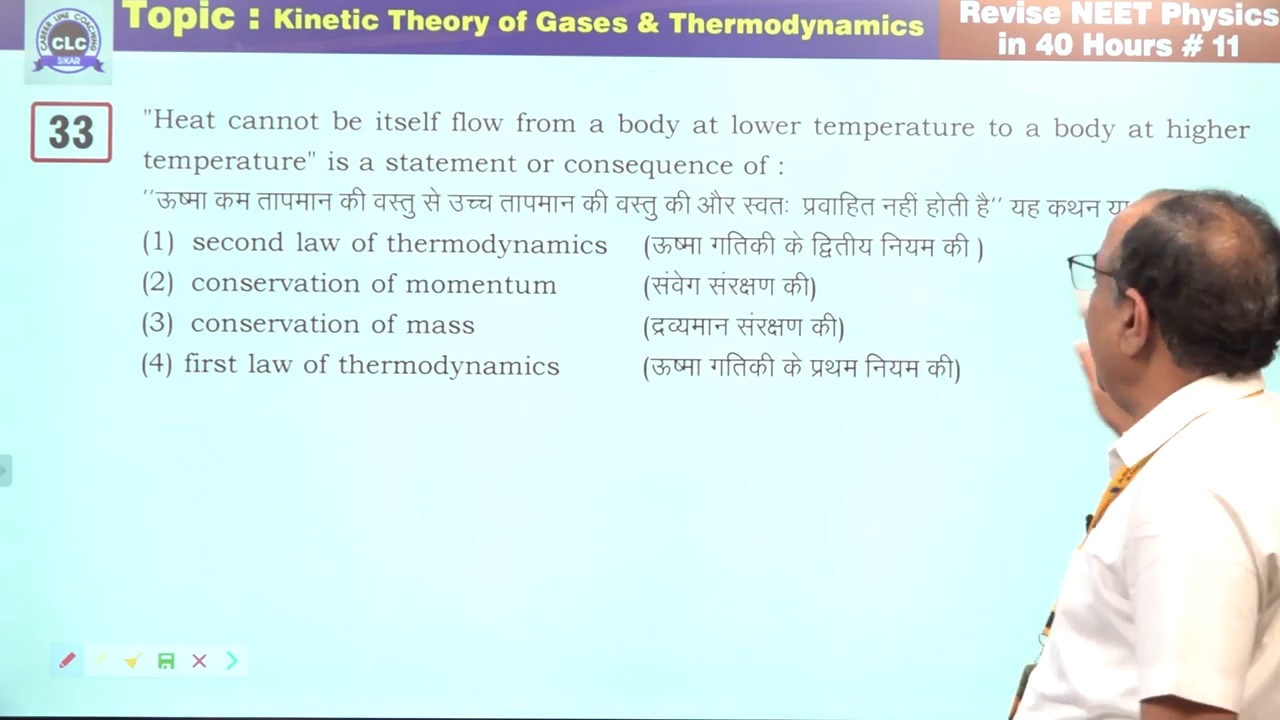 Topic : Kinetic Theory of Gases & Thermodynamics
Revise NEET Physics
in 40 Hours # 11
CAREER LINE COACHING
CLC
SIKAR
33
"Heat cannot be itself flow from a body at lower temperature to a body at higher
temperature" is a statement or consequence of :
''ऊष्मा कम तापमान की वस्तु से उच्च तापमान की वस्तु की और स्वतः प्रवाहित नहीं होती है'' यह कथन
(1) second law of thermodynamics (ऊष्मा गतिकी के द्वितीय नियम की )
(2) conservation of momentum (संवेग संरक्षण की)
(3) conservation of mass (द्रव्यमान संरक्षण की)
(4) first law of thermodynamics (ऊष्मा गतिकी के प्रथम नियम की)